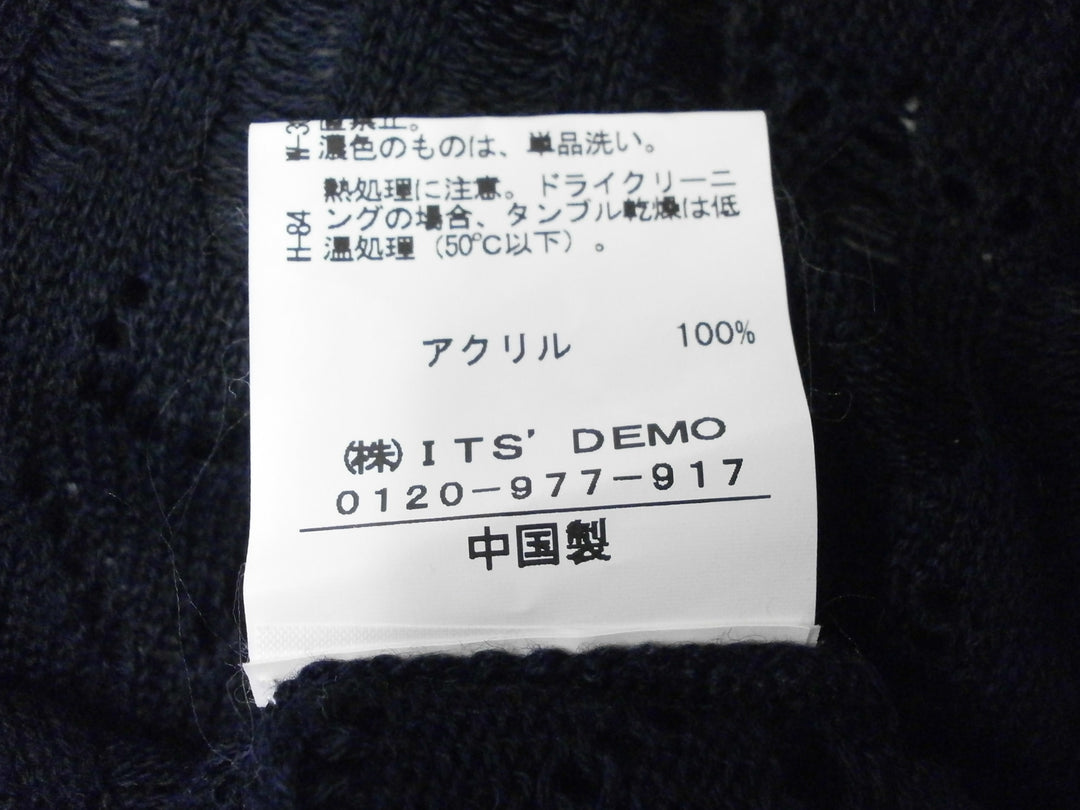 濃色のものは、単品洗い。
熱処理に注意。ドライクリーニ
ングの場合、タンブル乾燥は低
温処理（50℃以下）。
アクリル 100%
㈱ITS' DEMO
0120-977-917
中国製